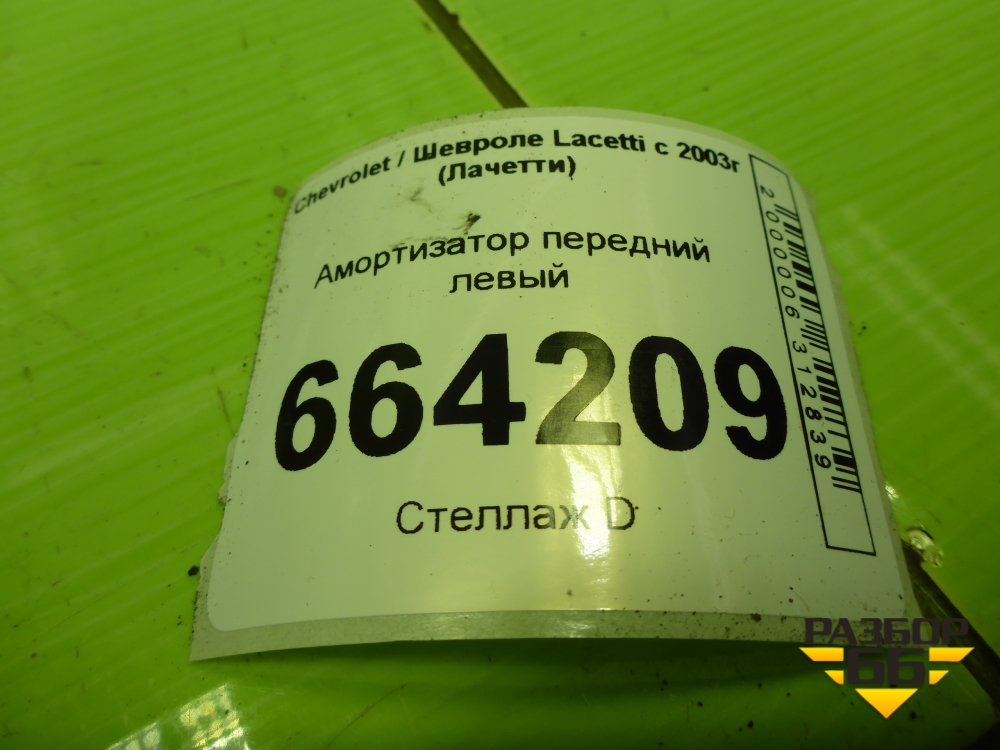 Chevrolet / Шевроле Lacetti с 2003г
(Лачетти)
Амортизатор передний
левый
664209
Стеллаж D
2000006312839
РАЗБОР
66